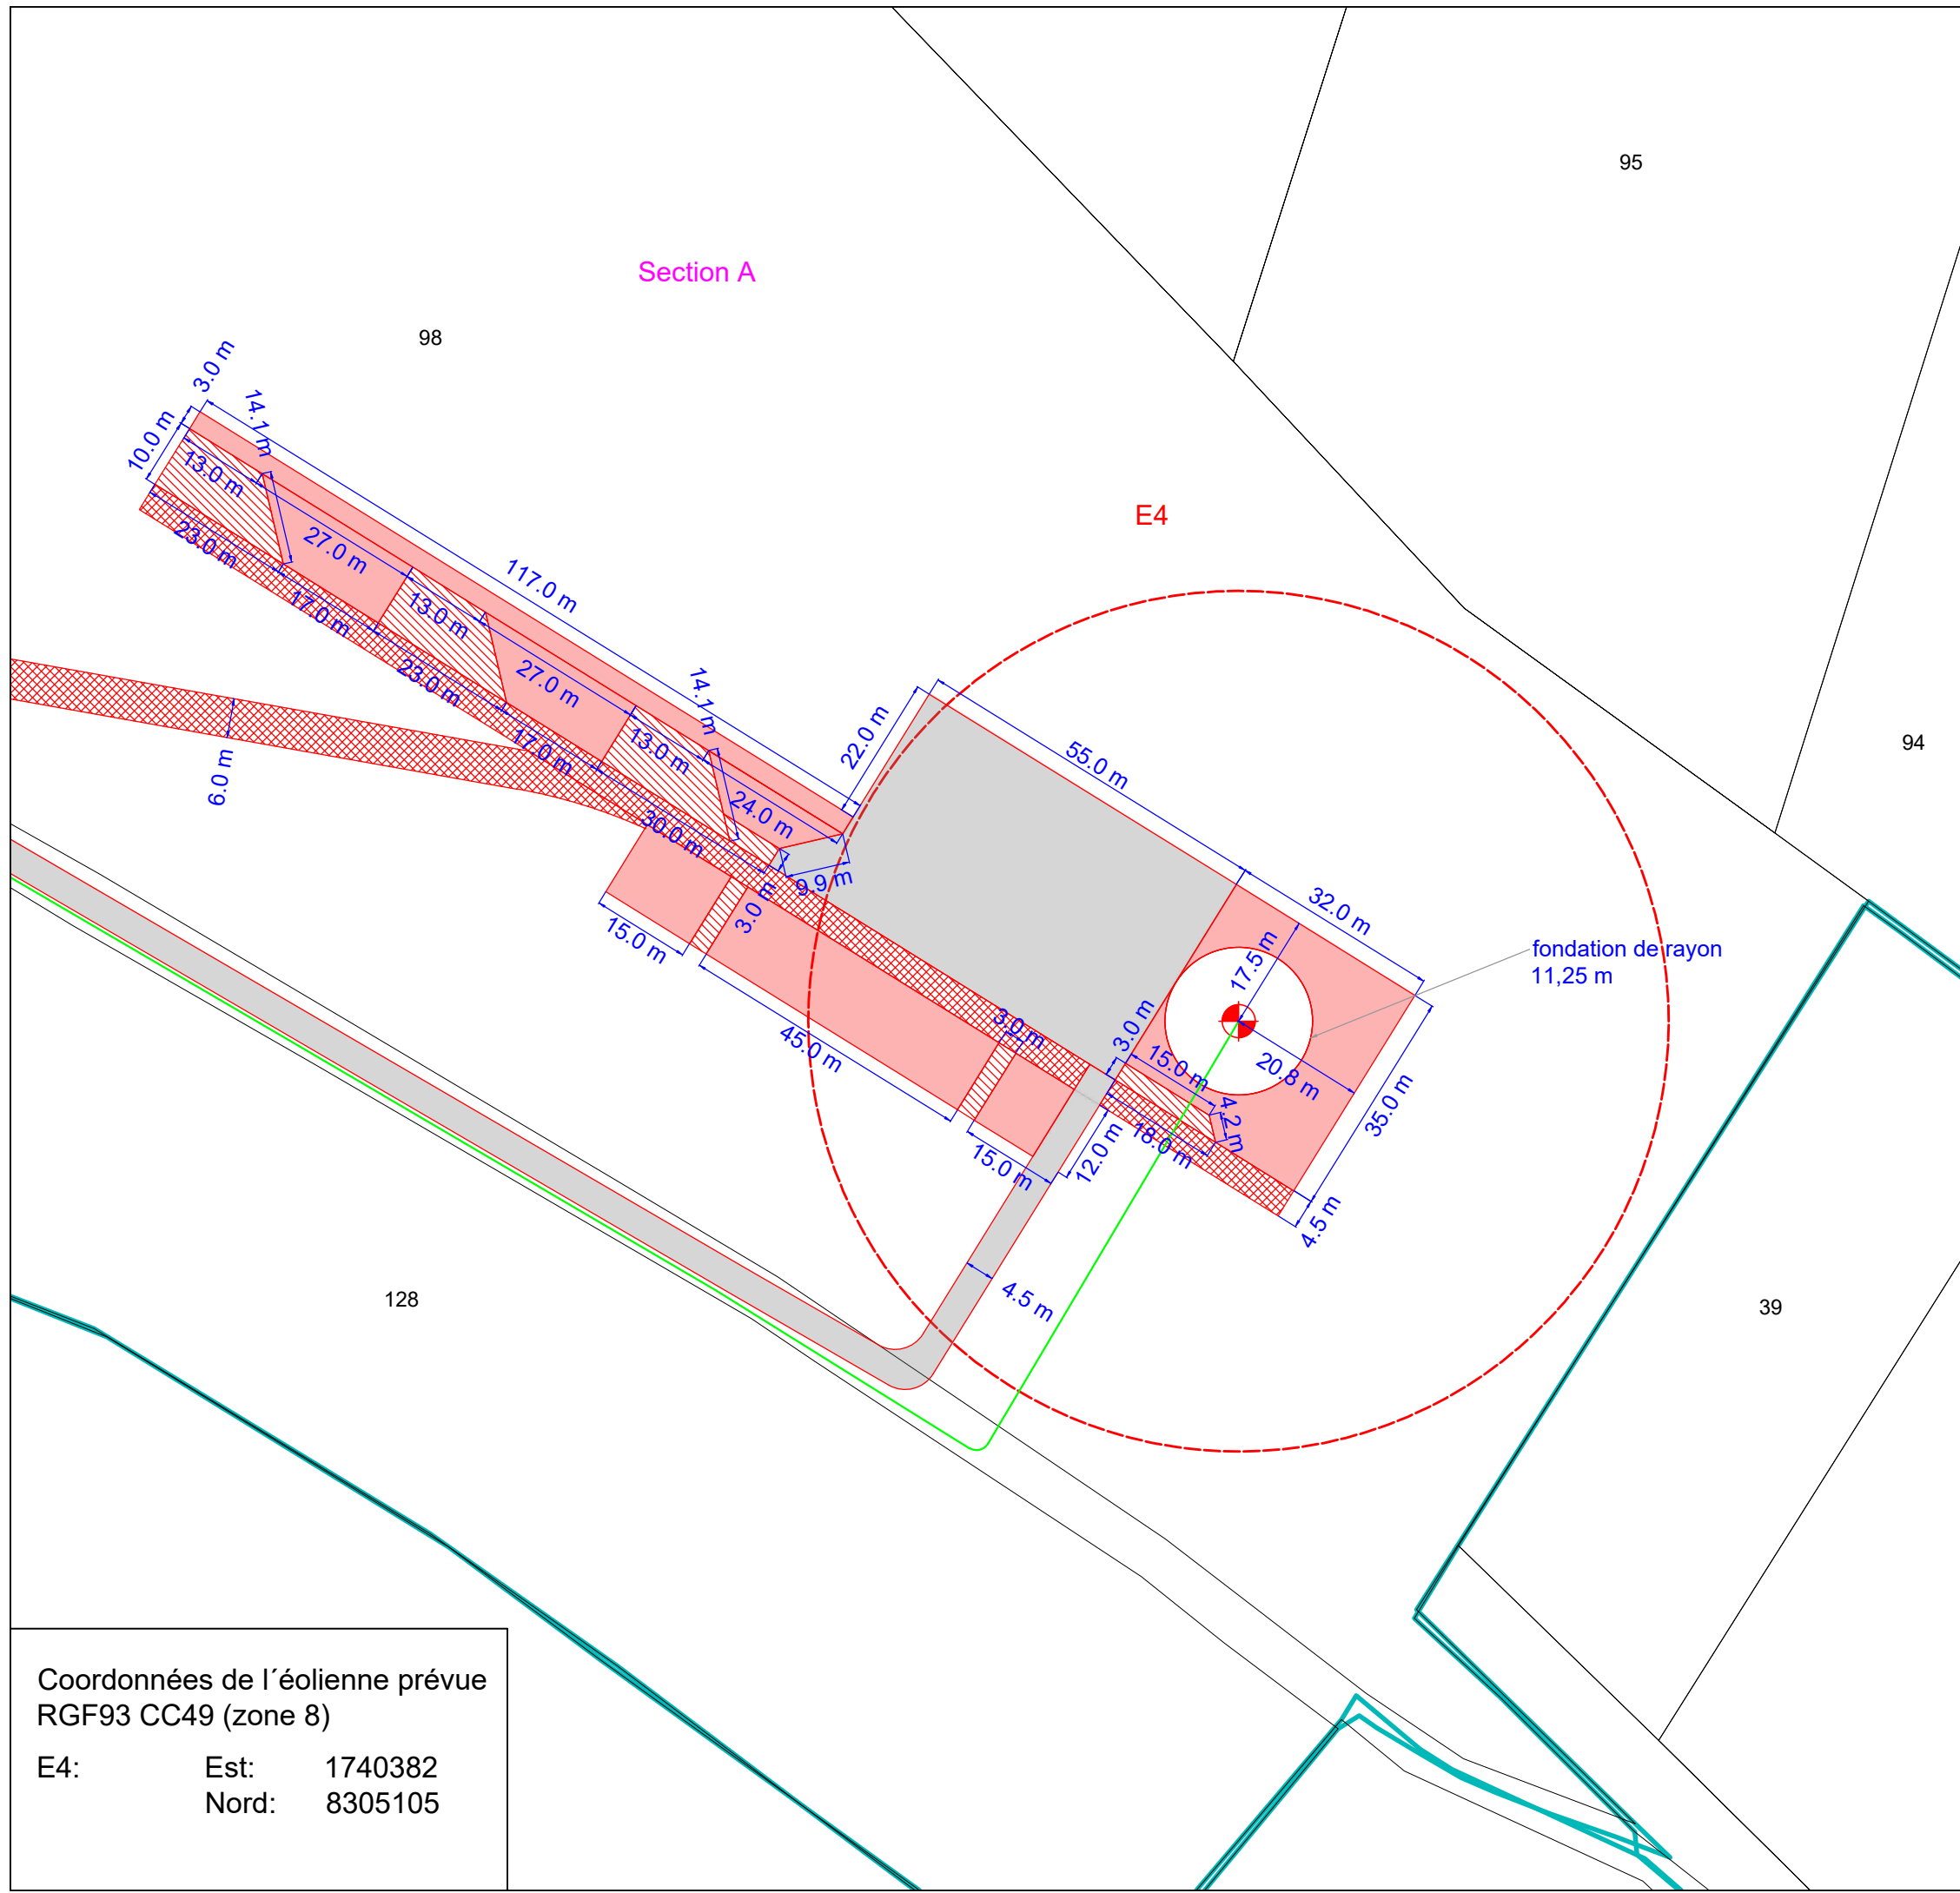 95
Section A
98
3.0 m
14.1 m
10.0 m
13.0 m
E4
23.0 m
27.0 m
117.0 m
17.0 m
13.0 m
23.0 m
27.0 m
14.1 m
22.0 m
55.0 m
94
17.0 m
13.0 m
6.0 m
30.0 m
24.0 m
9.9 m
3.0 m
32.0 m
15.0 m
17.5 m
fondation de rayon
11,25 m
3.0 m
3.0 m
45.0 m
15.0 m
20.8 m
35.0 m
4.2 m
18.0 m
12.0 m
15.0 m
4.5 m
4.5 m
128
39
Coordonnées de l´éolienne prévue
RGF93 CC49 (zone 8)
E4: Est: 1740382
Nord: 8305105